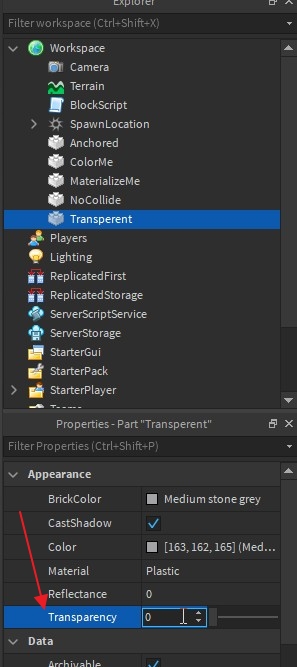 Explorer
Filter workspace (Ctrl+Shift+X)
Workspace
Camera
Terrain
BlockScript
SpawnLocation
Anchored
ColorMe
MaterializeMe
NoCollide
Transperent
Players
Lighting
ReplicatedFirst
ReplicatedStorage
ServerScriptService
ServerStorage
StarterGui
StarterPack
StarterPlayer
Teams
Properties - Part "Transperent"
Filter Properties (Ctrl+Shift+P)
Appearance
BrickColor Medium stone grey
CastShadow
Color [163, 162, 165] (Med...
Material Plastic
Reflectance 0
Transparency 0
Data
Archivable